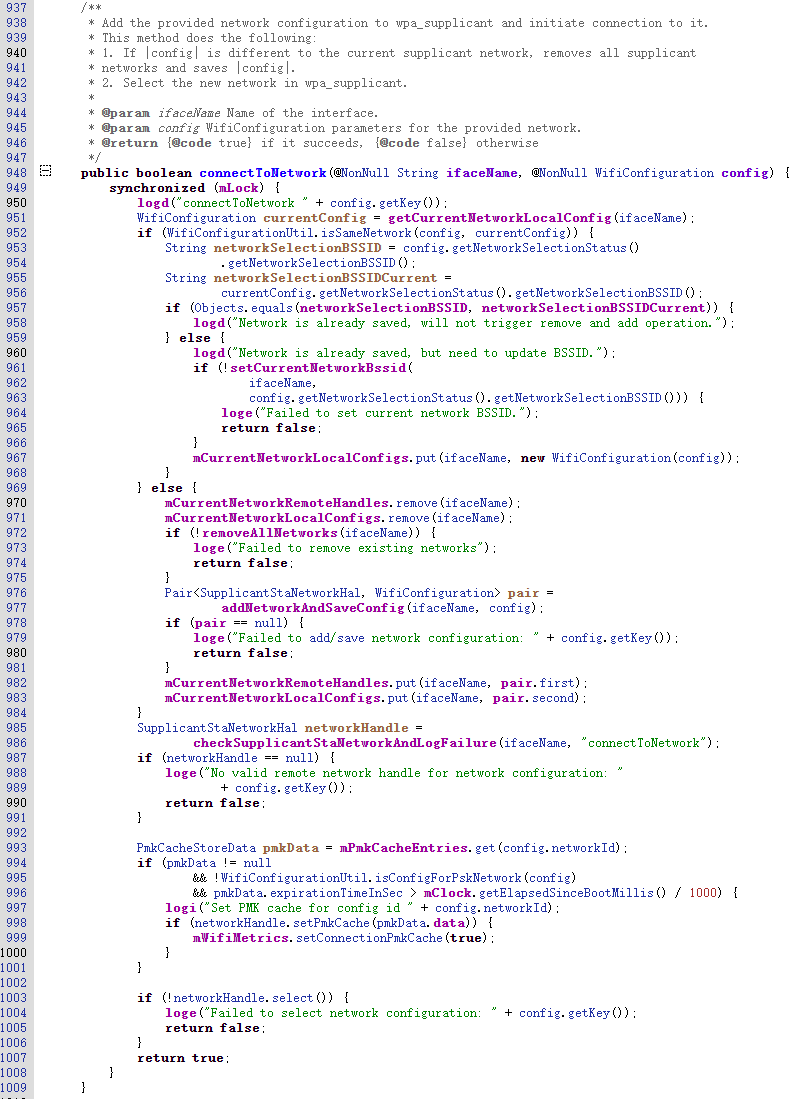 937 /**
938 * Add the provided network configuration to wpa_supplicant and initiate connection to it.
939 * This method does the following:
940 * 1. If |config| is different to the current supplicant network, removes all supplicant
941 * networks and saves |config|.
942 * 2. Select the new network in wpa_supplicant.
943 *
944 * @param ifaceName Name of the interface.
945 * @param config WifiConfiguration parameters for the provided network.
946 * @return {@code true} if it succeeds, {@code false} otherwise
947 */
948 public boolean connectToNetwork(@NonNull String ifaceName, @NonNull WifiConfiguration config) {
949 synchronized (mLock) {
950 logd("connectToNetwork " + config.getKey());
951 WifiConfiguration currentConfig = getCurrentNetworkLocalConfig(ifaceName);
952 if (WifiConfigurationUtil.isSameNetwork(config, currentConfig)) {
953 String networkSelectionBSSID = config.getNetworkSelectionStatus()
954 .getNetworkSelectionBSSID();
955 String networkSelectionBSSIDCurrent =
956 currentConfig.getNetworkSelectionStatus().getNetworkSelectionBSSID();
957 if (Objects.equals(networkSelectionBSSID, networkSelectionBSSIDCurrent)) {
958 logd("Network is already saved, will not trigger remove and add operation.");
959 } else {
960 logd("Network is already saved, but need to update BSSID.");
961 if (!setCurrentNetworkBssid(
962 ifaceName,
963 config.getNetworkSelectionStatus().getNetworkSelectionBSSID())) {
964 loge("Failed to set current network BSSID.");
965 return false;
966 }
967 mCurrentNetworkLocalConfigs.put(ifaceName, new WifiConfiguration(config));
968 }
969 } else {
970 mCurrentNetworkRemoteHandles.remove(ifaceName);
971 mCurrentNetworkLocalConfigs.remove(ifaceName);
972 if (!removeAllNetworks(ifaceName)) {
973 loge("Failed to remove existing networks");
974 return false;
975 }
976 Pair<SupplicantStaNetworkHal, WifiConfiguration> pair =
977 addNetworkAndSaveConfig(ifaceName, config);
978 if (pair == null) {
979 loge("Failed to add/save network configuration: " + config.getKey());
980 return false;
981 }
982 mCurrentNetworkRemoteHandles.put(ifaceName, pair.first);
983 mCurrentNetworkLocalConfigs.put(ifaceName, pair.second);
984 }
985 SupplicantStaNetworkHal networkHandle =
986 checkSupplicantStaNetworkAndLogFailure(ifaceName, "connectToNetwork");
987 if (networkHandle == null) {
988 loge("No valid remote network handle for network configuration: "
989 + config.getKey());
990 return false;
991 }
992
993 PmkCacheStoreData pmkData = mPmkCacheEntries.get(config.networkId);
994 if (pmkData != null
995 && !WifiConfigurationUtil.isConfigForPskNetwork(config)
996 && pmkData.expirationTimeInSec > mClock.getElapsedSinceBootMillis() / 1000) {
997 logi("Set PMK cache for config id " + config.networkId);
998 if (networkHandle.setPmkCache(pmkData.data)) {
999 mWifiMetrics.setConnectionPmkCache(true);
1000 }
1001 }
1002
1003 if (!networkHandle.select()) {
1004 loge("Failed to select network configuration: " + config.getKey());
1005 return false;
1006 }
1007 return true;
1008 }
1009 }